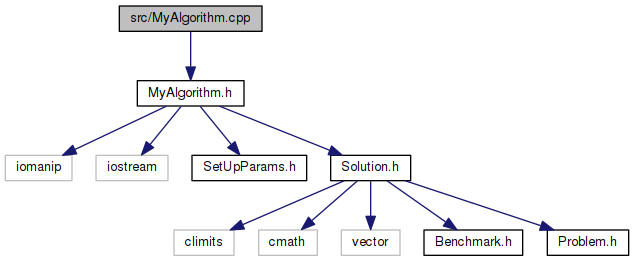 src/MyAlgorithm.cpp
MyAlgorithm.h
iomanip
iostream
SetUpParams.h
Solution.h
climits
cmath
vector
Benchmark.h
Problem.h